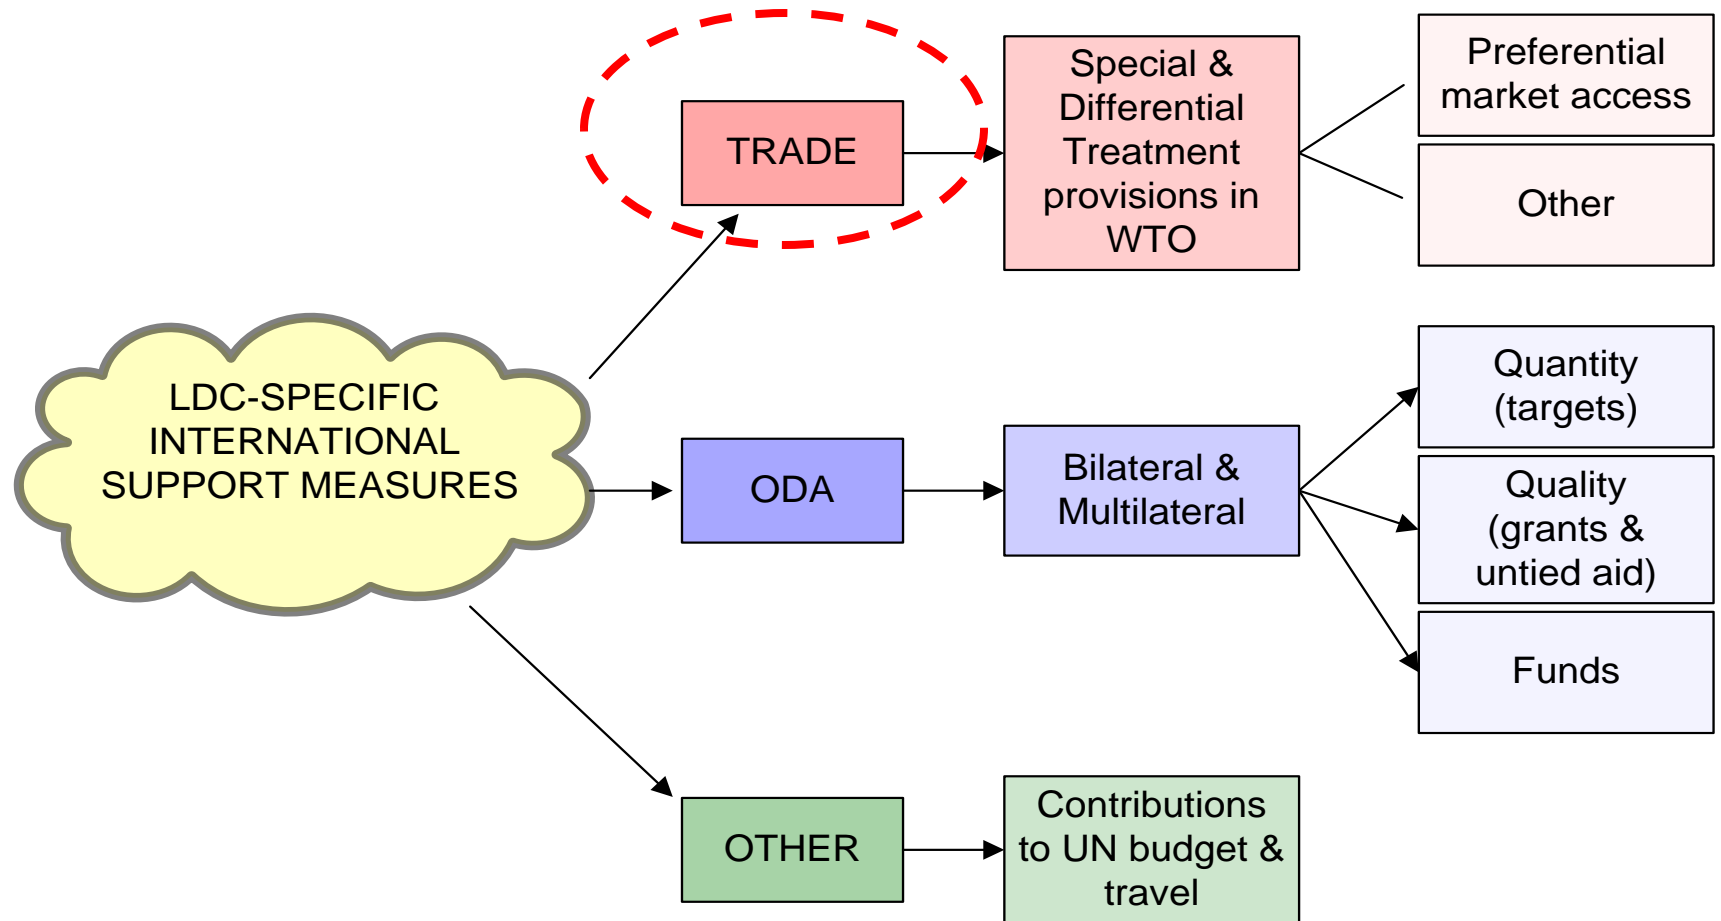 LDC-SPECIFIC
INTERNATIONAL
SUPPORT MEASURES
TRADE
Special &
Differential
Treatment
provisions in
WTO
Preferential
market access
Other
ODA
Bilateral &
Multilateral
Quantity
(targets)
Quality
(grants &
untied aid)
Funds
OTHER
Contributions
to UN budget &
travel